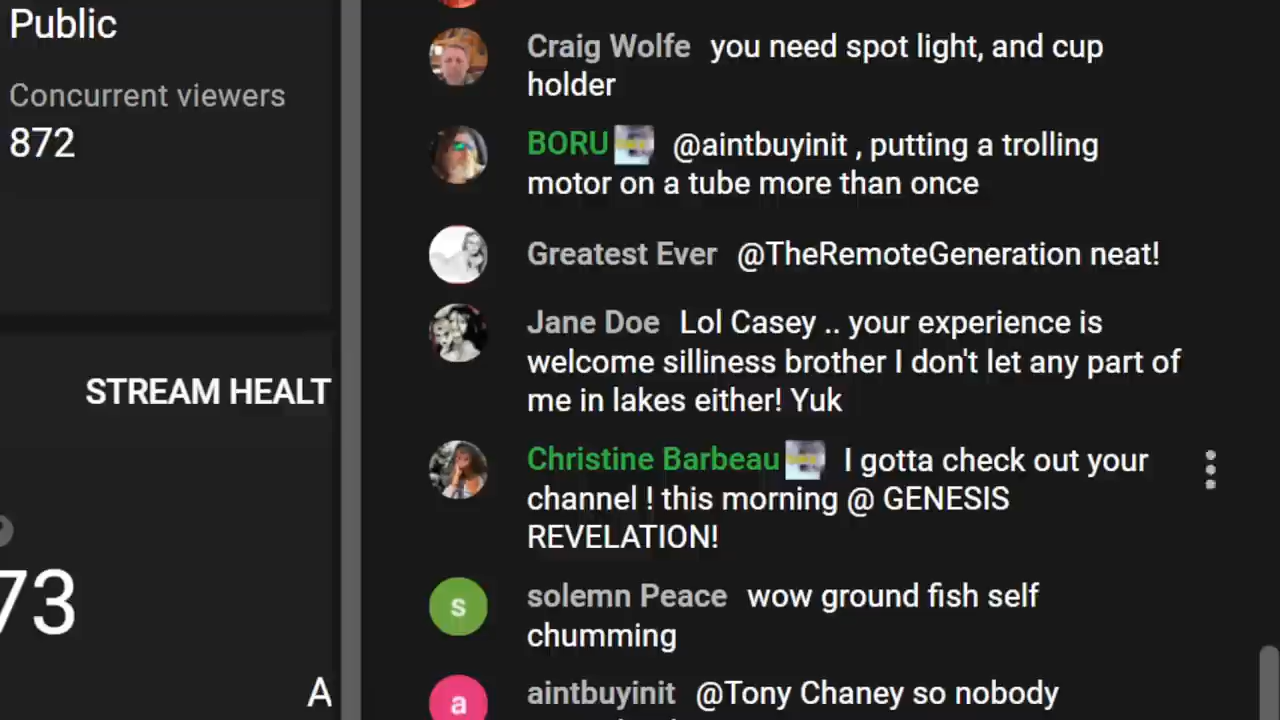 Public
Concurrent viewers
872
STREAM HEALT
73
A
Craig Wolfe you need spot light, and cup
holder
BORU @aintbuyinit , putting a trolling
motor on a tube more than once
Greatest Ever @TheRemoteGeneration neat!
Jane Doe Lol Casey .. your experience is
welcome silliness brother I don't let any part of
me in lakes either! Yuk
Christine Barbeau I gotta check out your
channel ! this morning @ GENESIS
REVELATION!
s
solemn Peace wow ground fish self
chumming
a
aintbuyinit @Tony Chaney so nobody